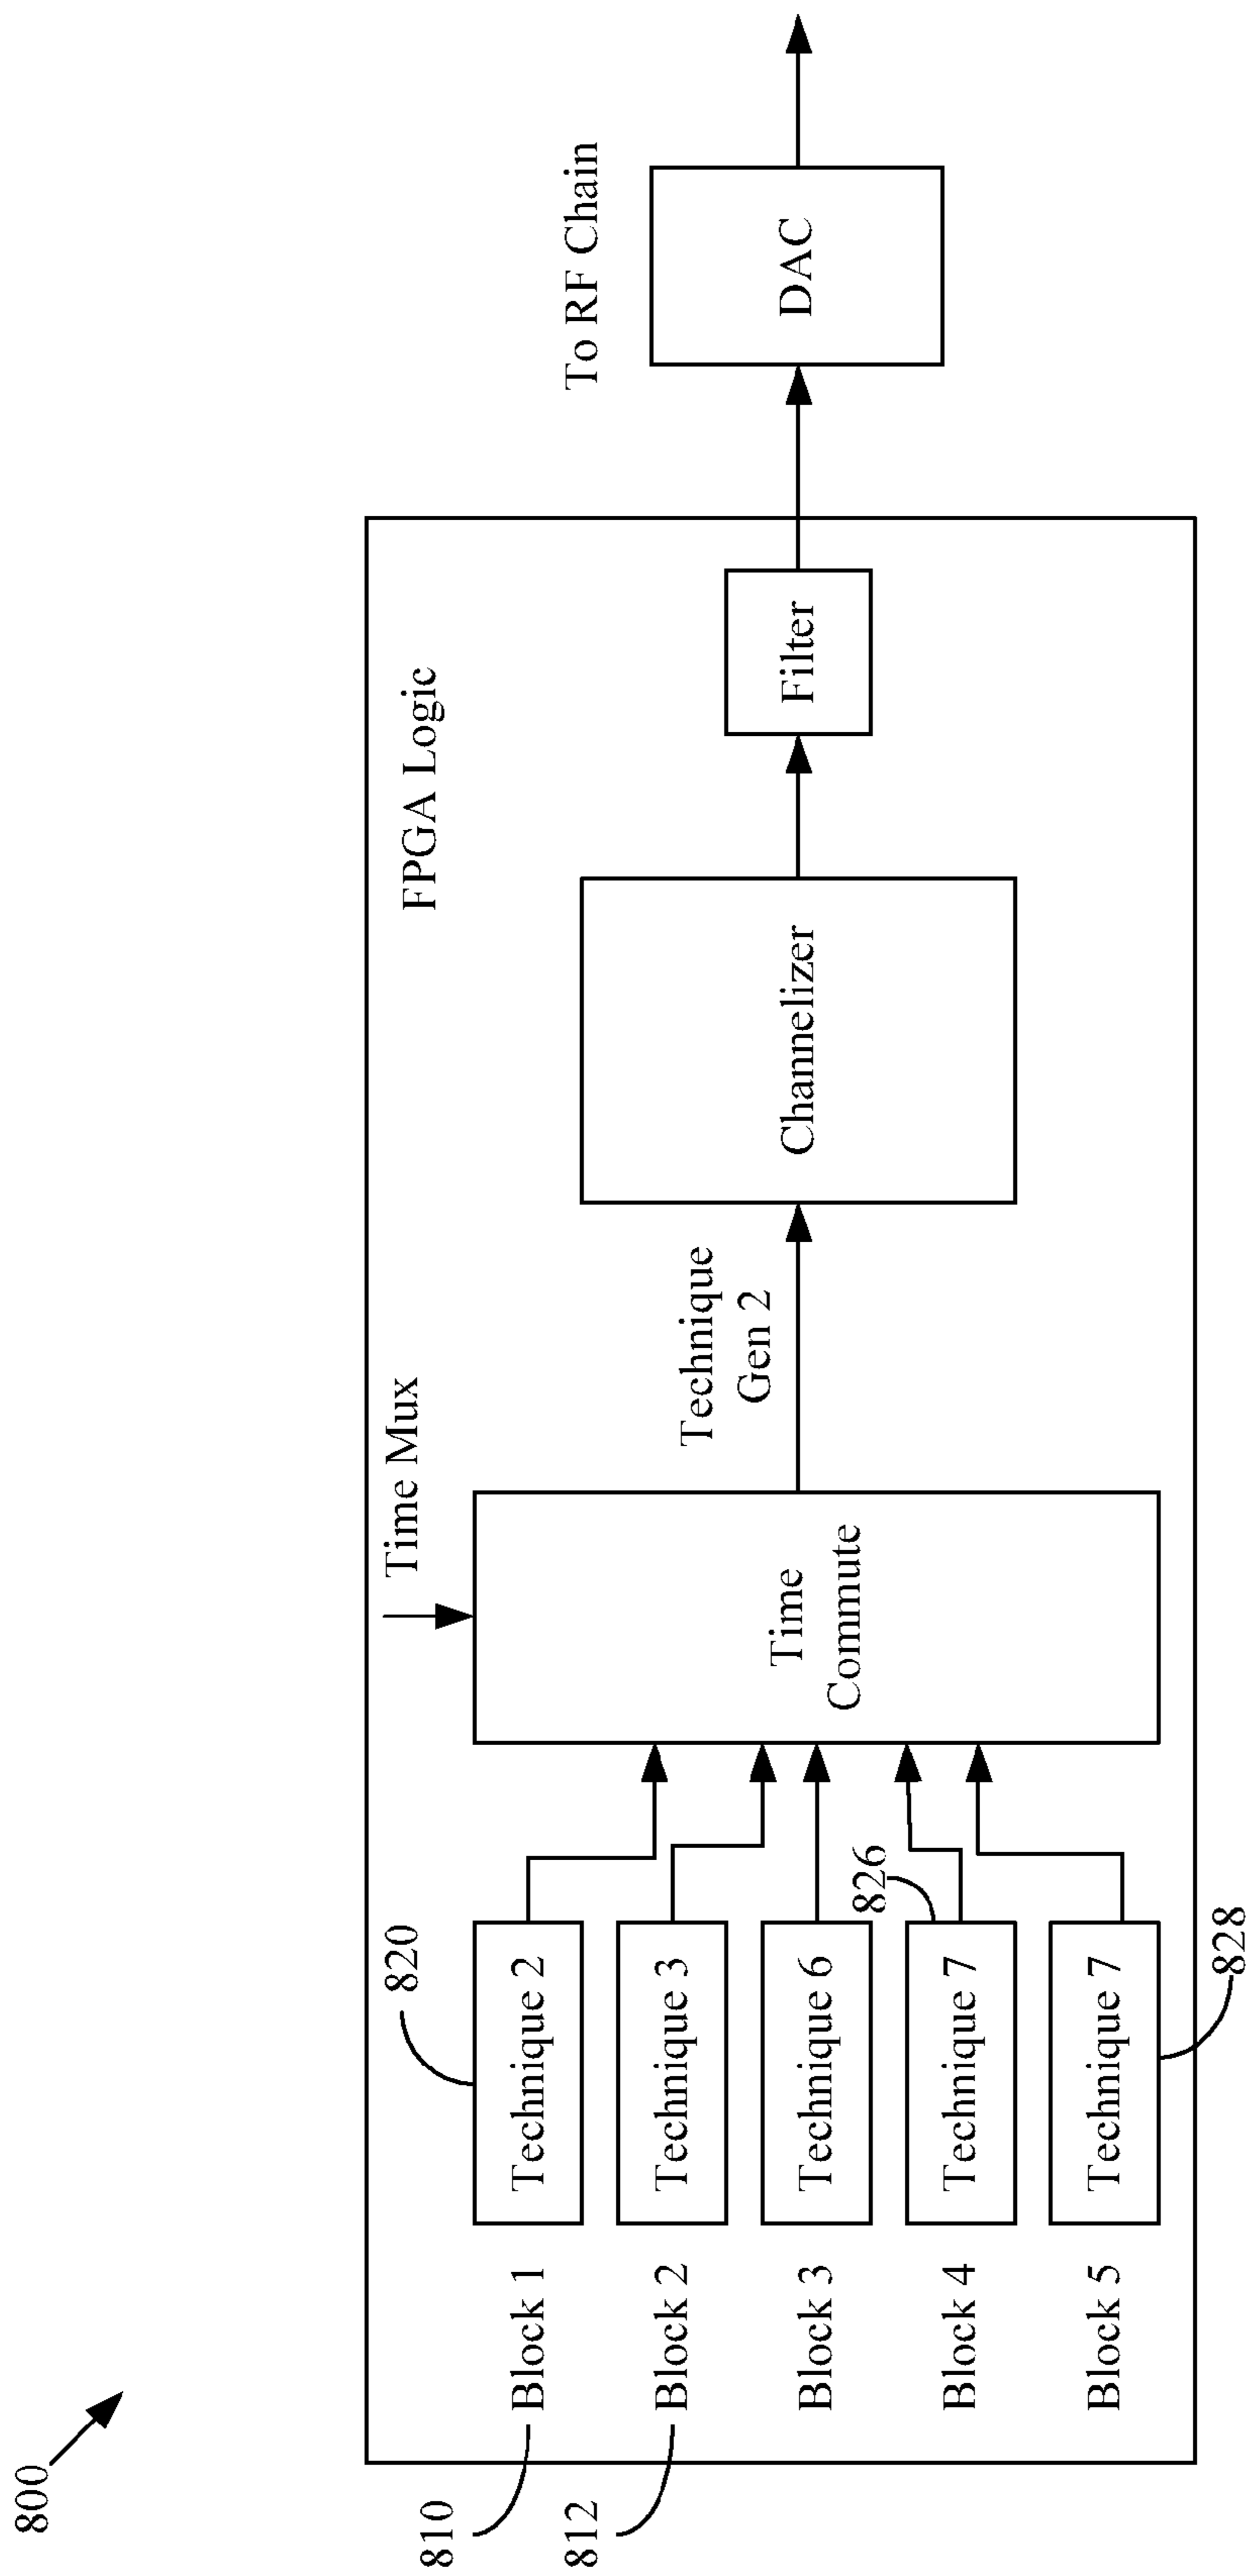 800
To RF Chain
FPGA Logic
Time Mux
810
Block 1
820
Technique 2
812
Block 2
Technique 3
Block 3
Technique 6
826
Block 4
Technique 7
Block 5
Technique 7
828
Time
Commute
Technique
Gen 2
Channelizer
Filter
DAC